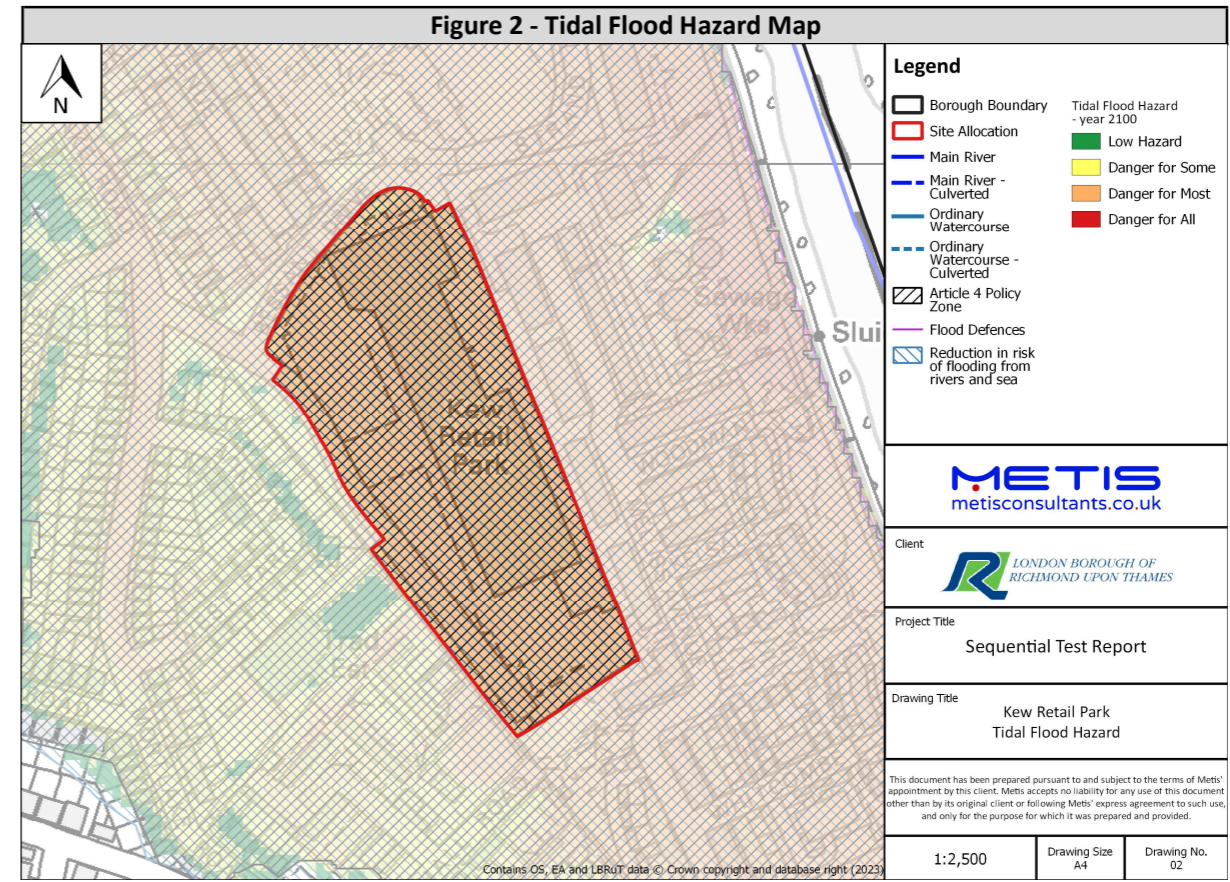 Figure 2 - Tidal Flood Hazard Map
N
Kew
Retail
Park
Slui
Contains OS, EA and LBRuT data © Crown copyright and database right (2023)
Legend
Borough Boundary
Site Allocation
Main River
Main River -
Culverted
Ordinary
Watercourse
Ordinary
Watercourse -
Culverted
Article 4 Policy
Zone
Flood Defences
Reduction in risk
of flooding from
rivers and sea
Tidal Flood Hazard
- year 2100
Low Hazard
Danger for Some
Danger for Most
Danger for All
METIS
metisconsultants.co.uk
Client
LONDON BOROUGH OF
RICHMOND UPON THAMES
Project Title
Sequential Test Report
Drawing Title
Kew Retail Park
Tidal Flood Hazard
This document has been prepared pursuant to and subject to the terms of Metis'
appointment by this client. Metis accepts no liability for any use of this document
other than by its original client or following Metis' express agreement to such use,
and only for the purpose for which it was prepared and provided.
1:2,500
Drawing Size
A4
Drawing No.
02